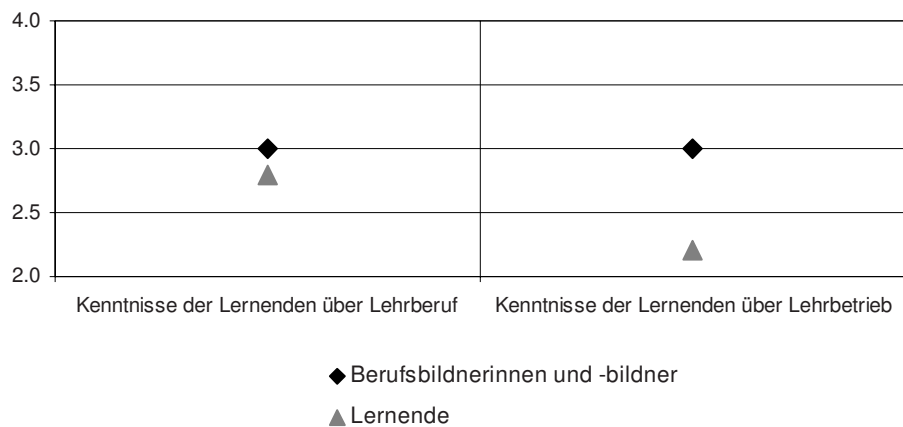 4.0
3.5
3.0
2.5
2.0
Kenntnisse der Lernenden über Lehrberuf
Kenntnisse der Lernenden über Lehrbetrieb
Berufsbildnerinnen und -bildner
Lernende